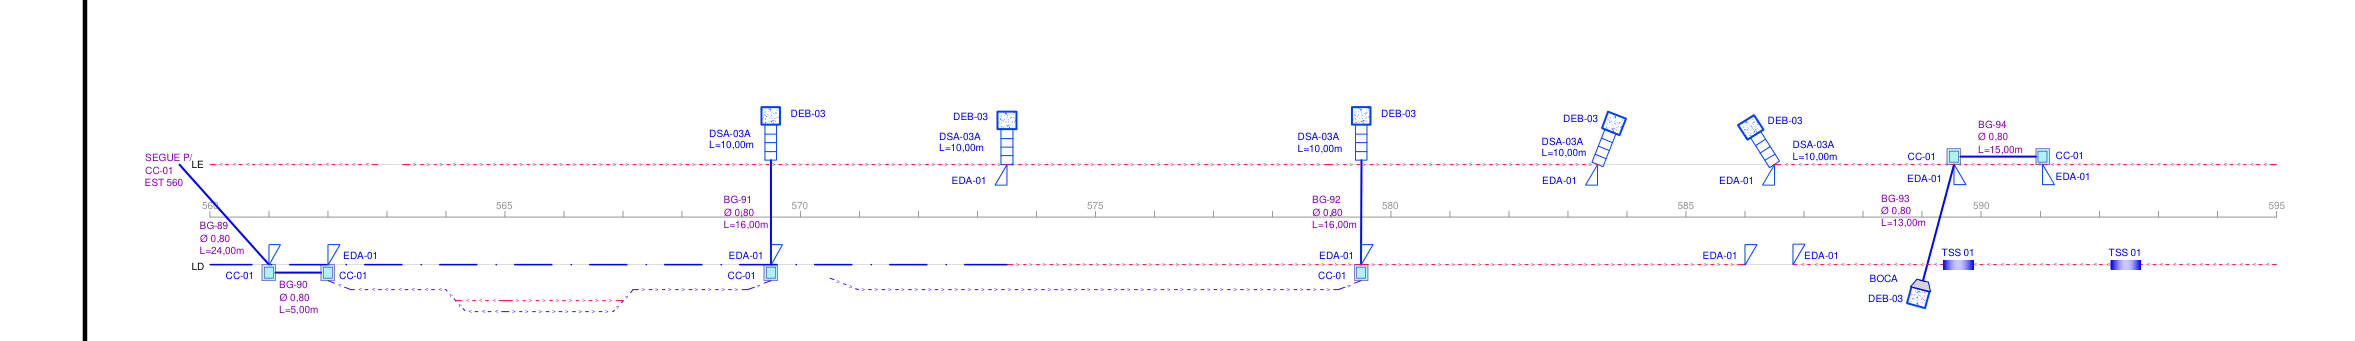 DEB-03
DSA-03A
L=10,00m
DEB-03
DSA-03A
L=10,00m
DEB-03
DSA-03A
L=10,00m
DEB-03
DSA-03A
L=10,00m
DEB-03
DSA-03A
L=10,00m
BG-94
Ø 0,80
L=15,00m
CC-01
CC-01
SEGUE P/
CC-01
EST 560
LE
EDA-01
EDA-01
EDA-01
EDA-01
EDA-01
BG-91
Ø 0,80
L=16,00m
BG-92
Ø 0,80
L=16,00m
BG-93
Ø 0,80
L=13,00m
560
565
570
575
580
585
590
595
BG-89
Ø 0,80
L=24,00m
LD
EDA-01
EDA-01
EDA-01
EDA-01
EDA-01
TSS 01
TSS 01
CC-01
CC-01
CC-01
CC-01
BG-90
Ø 0,80
L=5,00m
BOCA
DEB-03